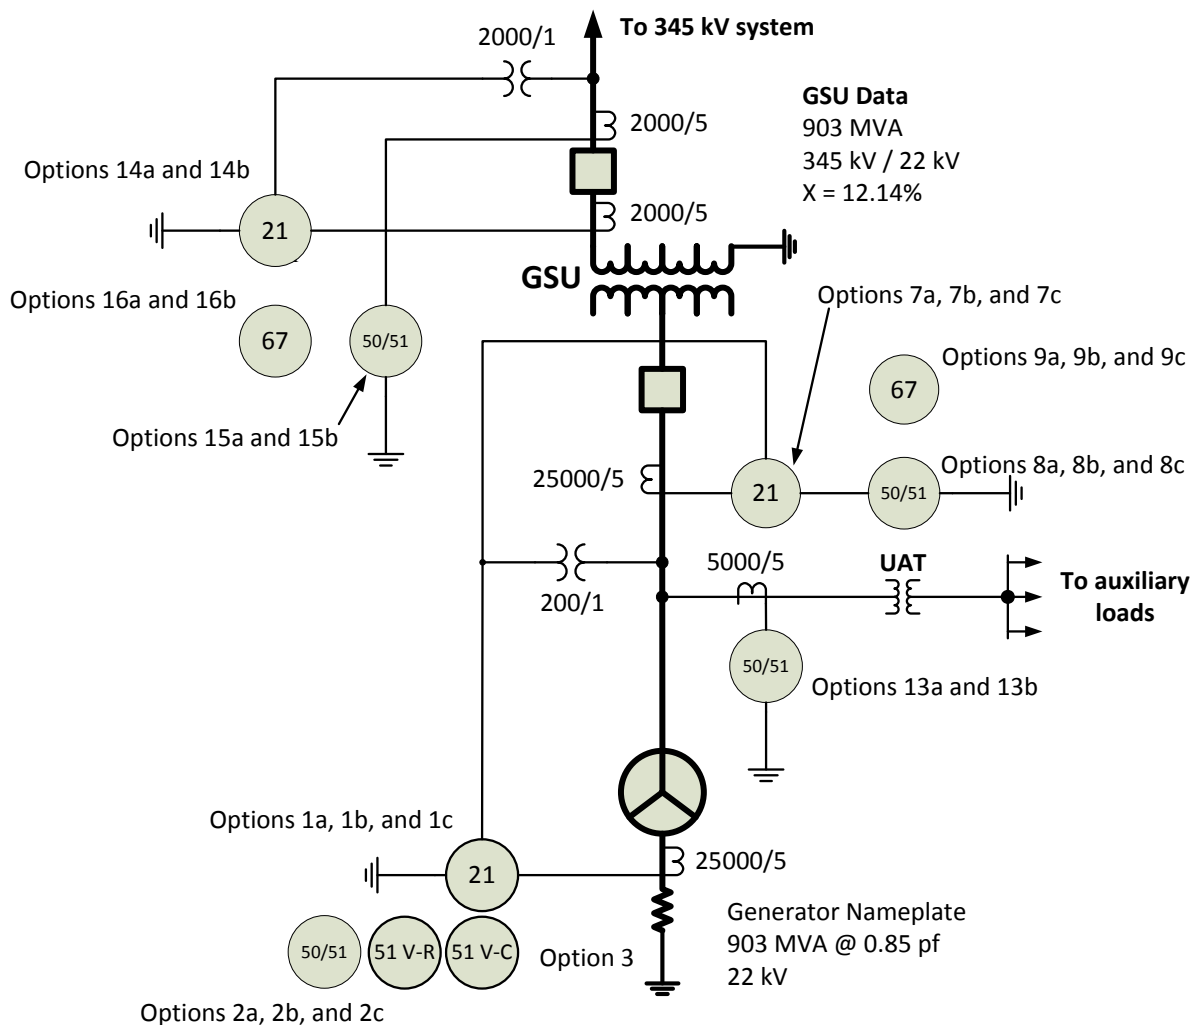 To 345 kV system
2000/1
GSU Data
903 MVA
345 kV / 22 kV
X = 12.14%
2000/5
Options 14a and 14b
21
2000/5
GSU
Options 16a and 16b
67
50/51
Options 15a and 15b
Options 7a, 7b, and 7c
Options 9a, 9b, and 9c
67
25000/5
21
50/51
Options 8a, 8b, and 8c
200/1
5000/5
UAT
To auxiliary
loads
50/51
Options 13a and 13b
Options 1a, 1b, and 1c
21
25000/5
50/51
51 V-R
51 V-C
Option 3
Options 2a, 2b, and 2c
Generator Nameplate
903 MVA @ 0.85 pf
22 kV